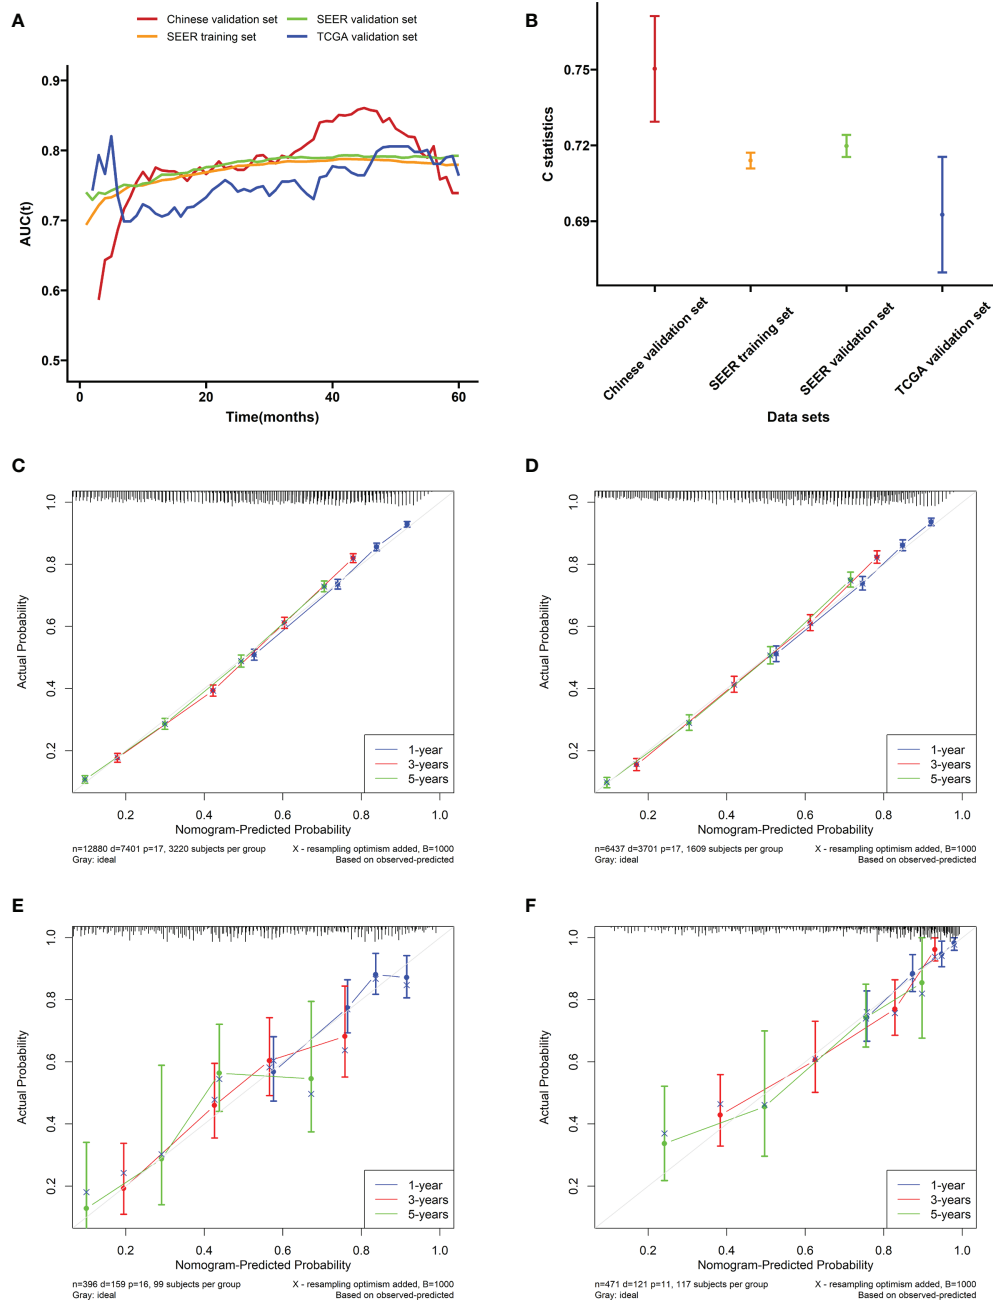 A
Chinese validation set
SEER validation set
SEER training set
TCGA validation set
0.9
0.8
0.7
0.6
0.5
AUC(t)
0
20
40
60
Time(months)
B
0.75
0.72
0.69
C statistics
Chinese validation set
SEER training set
SEER validation set
TCGA validation set
Data sets
C
1.0
0.8
0.6
0.4
0.2
Actual Probability
0.2
0.4
0.6
0.8
1.0
1-year
3-years
5-years
Nomogram-Predicted Probability
n=12880 d=7401 p=17, 3220 subjects per group
X - resampling optimism added, B=1000
Gray: ideal
Based on observed-predicted
D
1.0
0.8
0.6
0.4
0.2
Actual Probability
0.2
0.4
0.6
0.8
1.0
1-year
3-years
5-years
Nomogram-Predicted Probability
n=6437 d=3701 p=17, 1609 subjects per group
X - resampling optimism added, B=1000
Gray: ideal
Based on observed-predicted
E
1.0
0.8
0.6
0.4
0.2
Actual Probability
0.2
0.4
0.6
0.8
1.0
1-year
3-years
5-years
Nomogram-Predicted Probability
n=396 d=159 p=16, 99 subjects per group
X - resampling optimism added, B=1000
Gray: ideal
Based on observed-predicted
F
1.0
0.8
0.6
0.4
0.2
Actual Probability
0.2
0.4
0.6
0.8
1.0
1-year
3-years
5-years
Nomogram-Predicted Probability
n=471 d=121 p=11, 117 subjects per group
X - resampling optimism added, B=1000
Gray: ideal
Based on observed-predicted